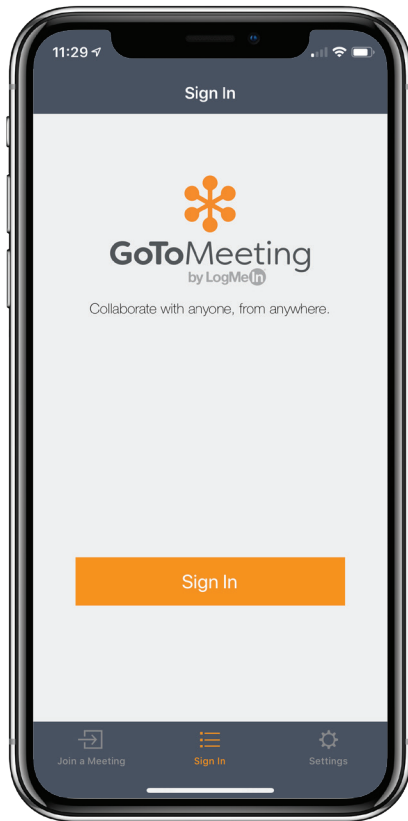 11:29
Sign In
GoToMeeting
by LogMeIn
Collaborate with anyone, from anywhere.
Sign In
Join a Meeting
Sign In
Settings